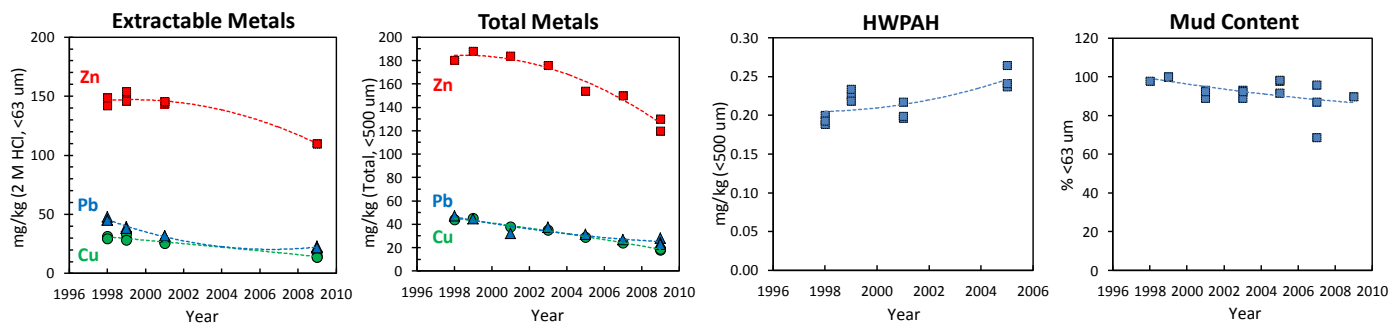 Extractable Metals
mg/kg (2 M HCl, <63 um)
200
150
100
50
0
Zn
Pb
Cu
1996 1998 2000 2002 2004 2006 2008 2010
Year
Total Metals
mg/kg (Total, <500 um)
200
180
160
140
120
100
80
60
40
20
0
Zn
Pb
Cu
1996 1998 2000 2002 2004 2006 2008 2010
Year
HWPAH
mg/kg (<500 um)
0.30
0.25
0.20
0.15
0.10
0.05
0.00
1996 1998 2000 2002 2004 2006
Year
Mud Content
% <63 um
120
100
80
60
40
20
0
1996 1998 2000 2002 2004 2006 2008 2010
Year